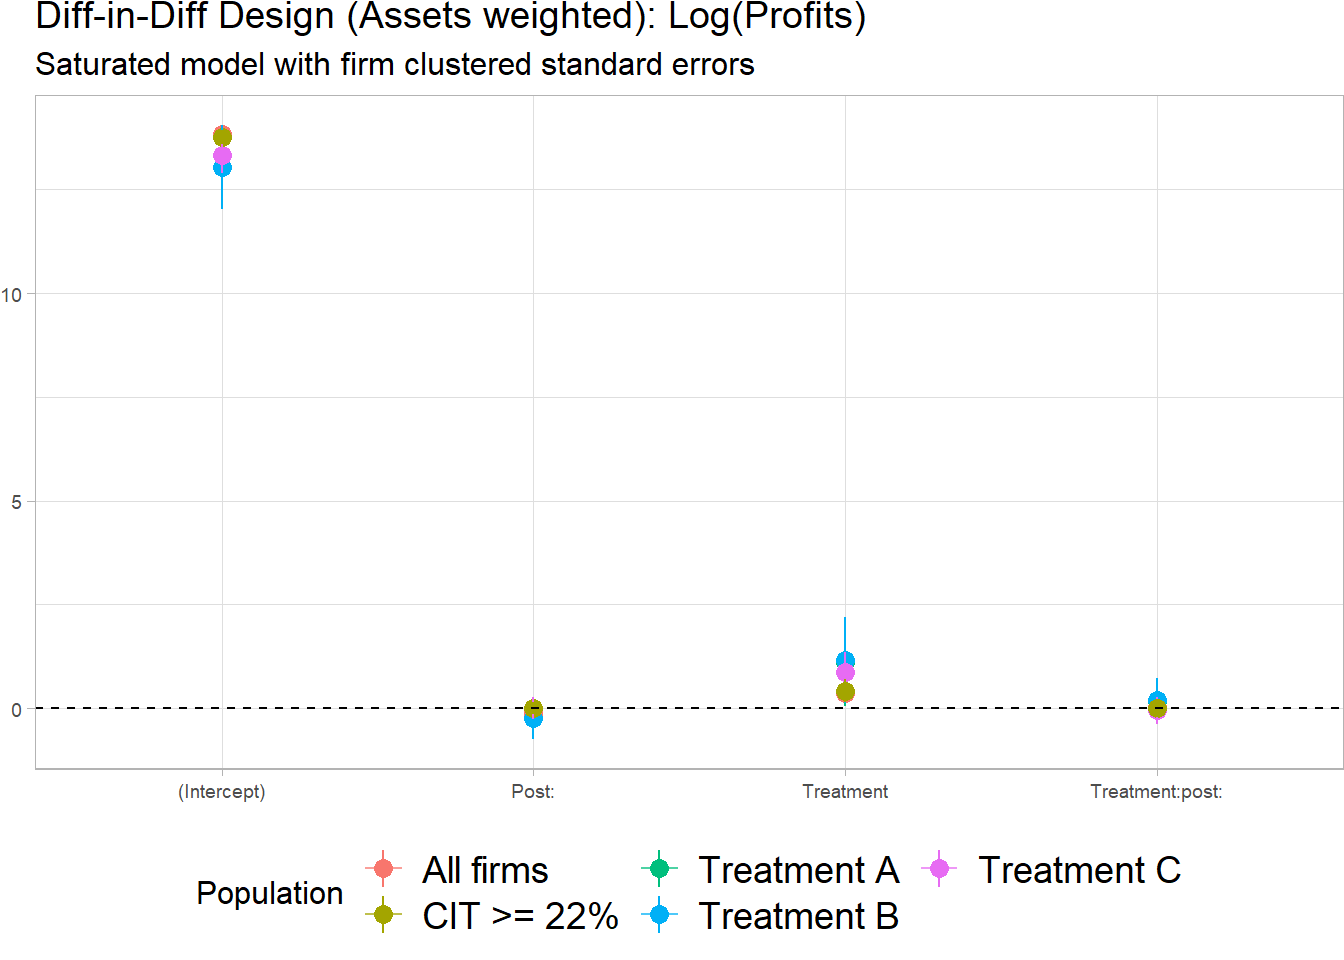 Diff-in-Diff Design (Assets weighted): Log(Profits)
Saturated model with firm clustered standard errors
10
5
0
(Intercept) Post: Treatment Treatment:post:
Population
All firms Treatment A Treatment C
CIT >= 22% Treatment B